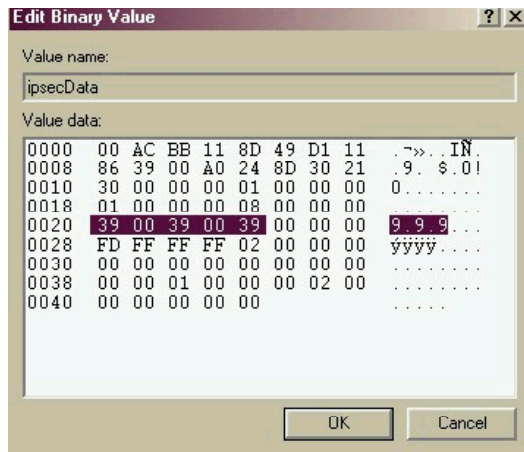 Edit Binary Value
Value name:
ipsecData
Value data:
0000 00 AC BB 11 8D 49 D1 11 .¬»..IÑ.
0008 86 39 00 A0 24 8D 30 21 .9. $.0!
0010 30 00 00 00 01 00 00 00 0.......
0018 01 00 00 00 08 00 00 00 ........
0020 39 00 39 00 39 00 00 00 9.9.9...
0028 FD FF FF FF 02 00 00 00 ýÿÿÿ....
0030 00 00 00 00 00 00 00 00 ........
0038 00 00 01 00 00 00 02 00 ........
0040 00 00 00 00 00 .....
OK Cancel